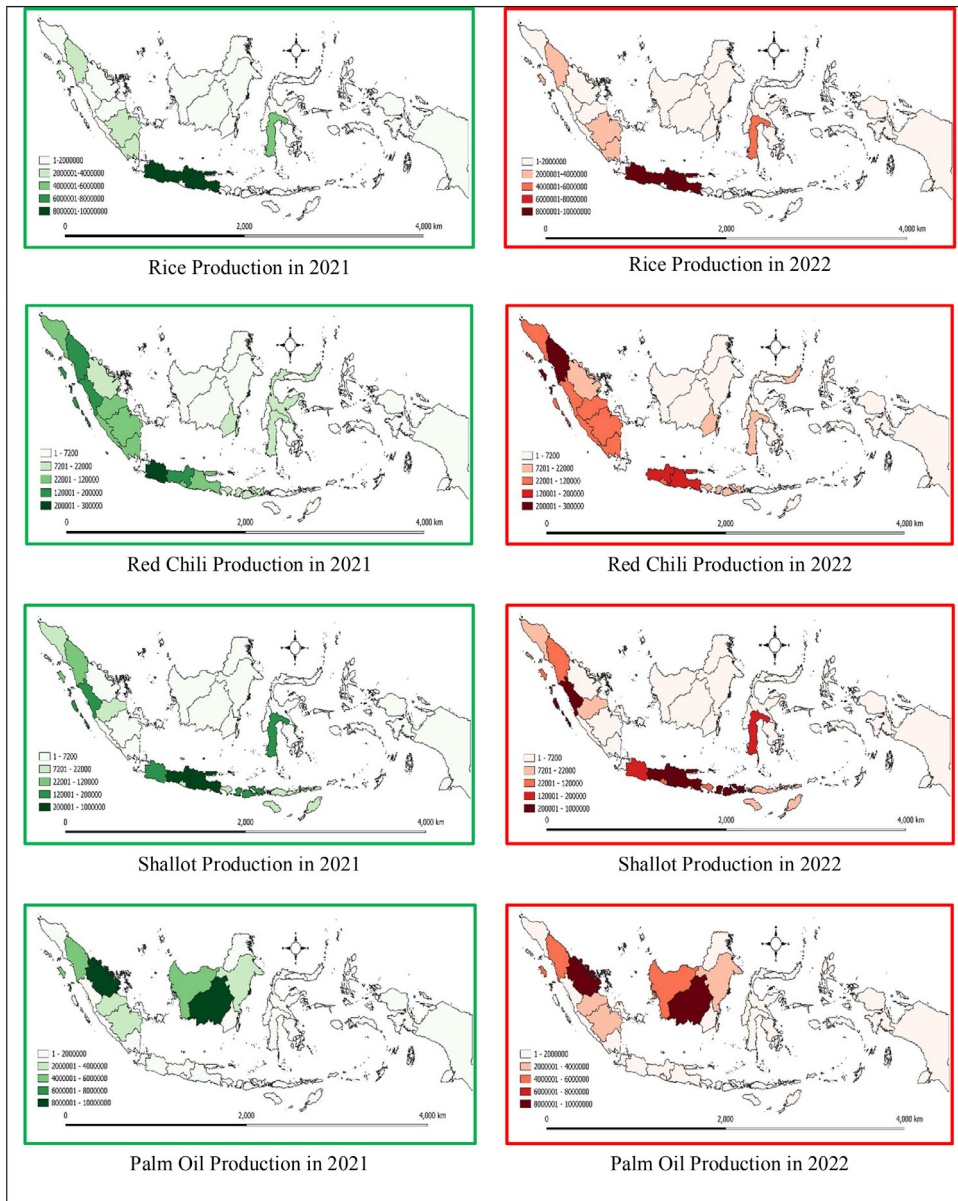 1-2000000
2000001-4000000
4000001-6000000
6000001-8000000
8000001-10000000
0 2,000 4,000 km
Rice Production in 2021
1-2000000
2000001-4000000
4000001-6000000
6000001-8000000
8000001-10000000
0 2,000 4,000 km
Rice Production in 2022
1 - 7200
7201 - 22000
22001 - 120000
120001 - 200000
200001 - 300000
0 2,000 4,000 km
Red Chili Production in 2021
1 - 7200
7201 - 22000
22001 - 120000
120001 - 200000
200001 - 300000
0 2,000 4,000 km
Red Chili Production in 2022
1 - 7200
7201 - 22000
22001 - 120000
120001 - 200000
200001 - 1000000
0 2,000 4,000 km
Shallot Production in 2021
1 - 7200
7201 - 22000
22001 - 120000
120001 - 200000
200001 - 1000000
0 2,000 4,000 km
Shallot Production in 2022
1 - 2000000
2000001 - 4000000
4000001 - 6000000
6000001 - 8000000
8000001 - 10000000
0 2,000 4,000 km
Palm Oil Production in 2021
1 - 2000000
2000001 - 4000000
4000001 - 6000000
6000001 - 8000000
8000001 - 10000000
0 2,000 4,000 km
Palm Oil Production in 2022